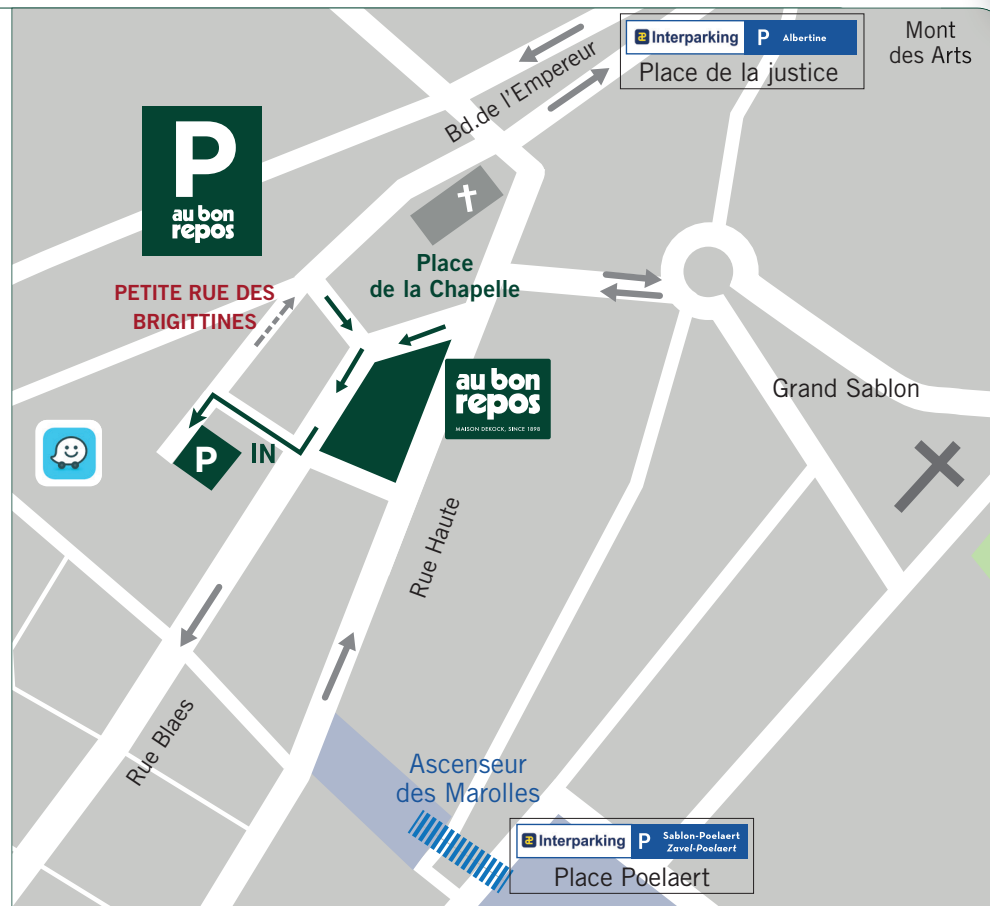 Interparking P Albertine
Place de la justice
Mont
des Arts
Bd.de l'Empereur
P
au bon
repos
Place
de la Chapelle
PETITE RUE DES
BRIGITTINES
au bon
repos
MAISON DEKOCK, SINCE 1898
Grand Sablon
P
IN
Rue Haute
Rue Blaes
Ascenseur
des Marolles
Interparking P Sablon-Poelaert
Zavel-Poelaert
Place Poelaert